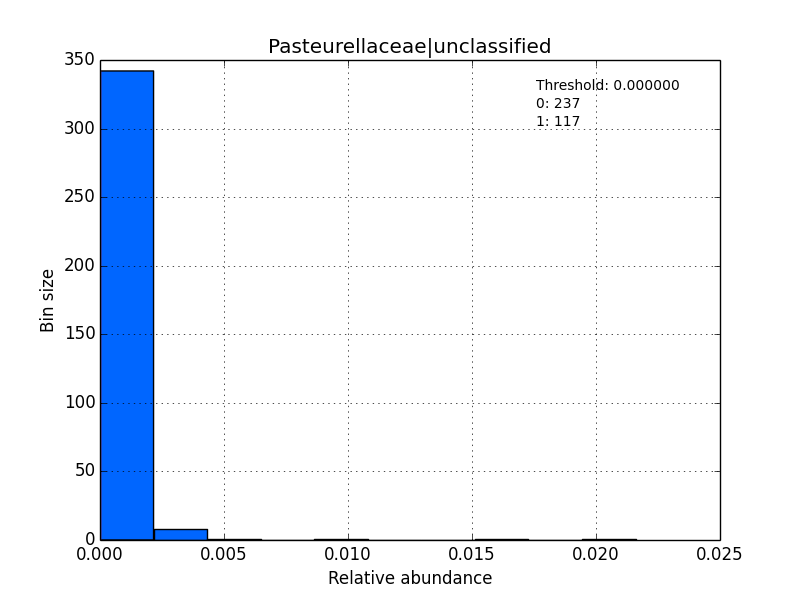 Pasteurellaceae|unclassified
Threshold: 0.000000
0: 237
1: 117
350
300
250
200
150
100
50
0
Bin size
0.000 0.005 0.010 0.015 0.020 0.025
Relative abundance